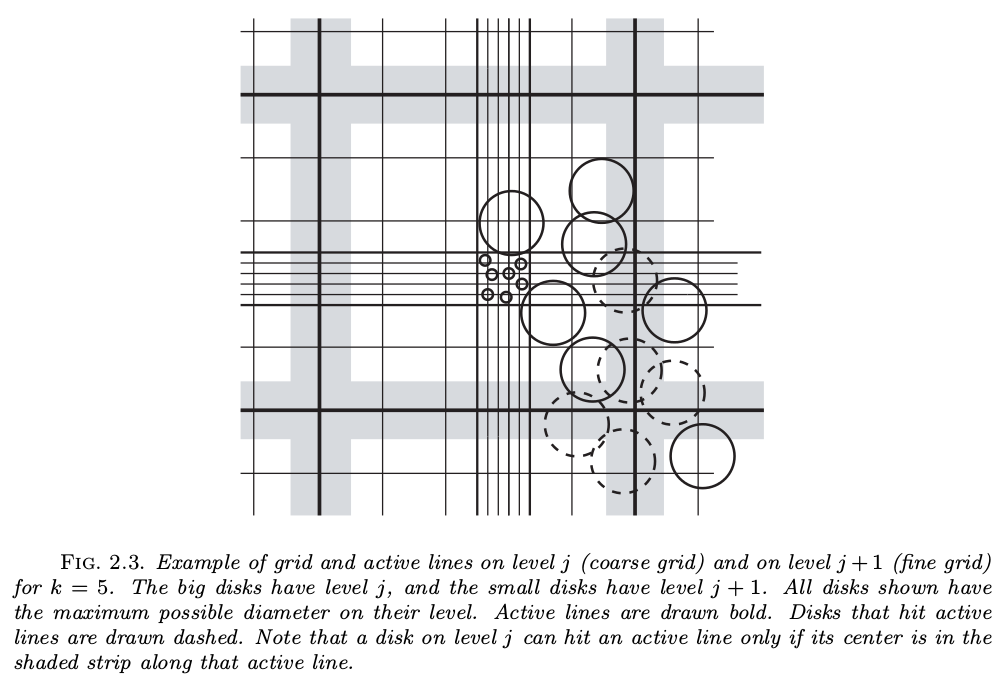 FIG. 2.3. Example of grid and active lines on level j (coarse grid) and on level j+1 (fine grid)
for k = 5. The big disks have level j, and the small disks have level j + 1. All disks shown have
the maximum possible diameter on their level. Active lines are drawn bold. Disks that hit active
lines are drawn dashed. Note that a disk on level j can hit an active line only if its center is in the
shaded strip along that active line.